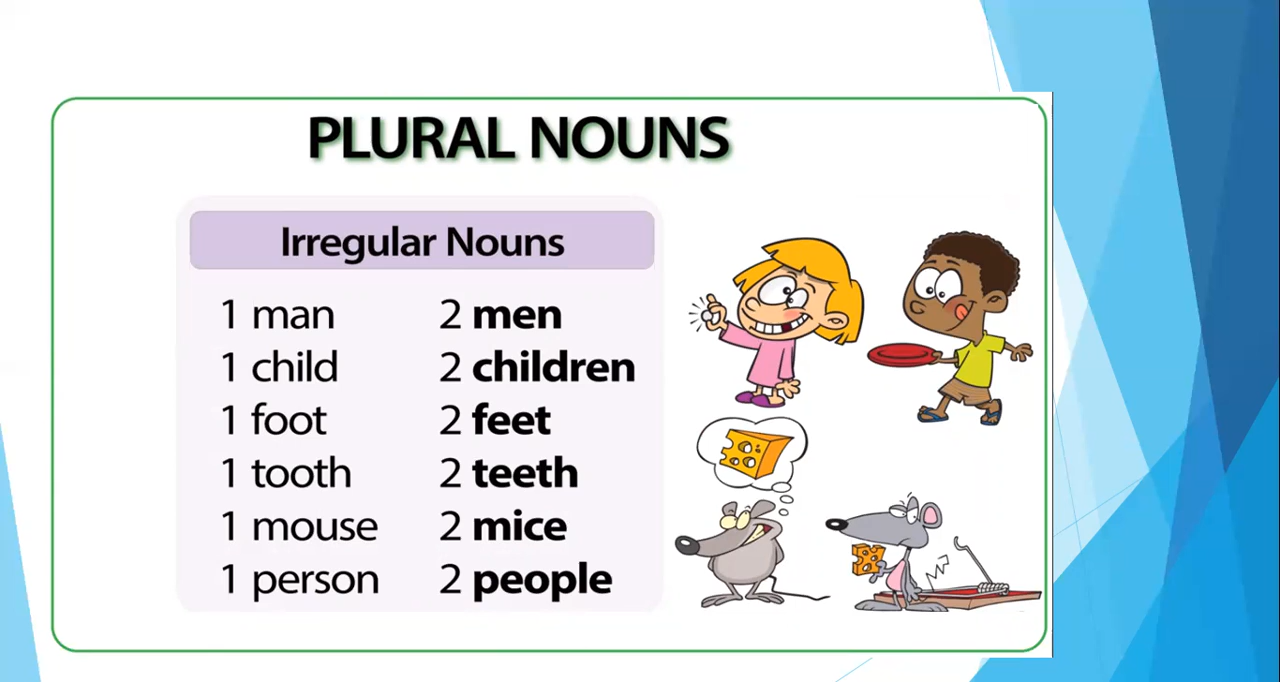 PLURAL NOUNS
Irregular Nouns
1 man 2 men
1 child 2 children
1 foot 2 feet
1 tooth 2 teeth
1 mouse 2 mice
1 person 2 people